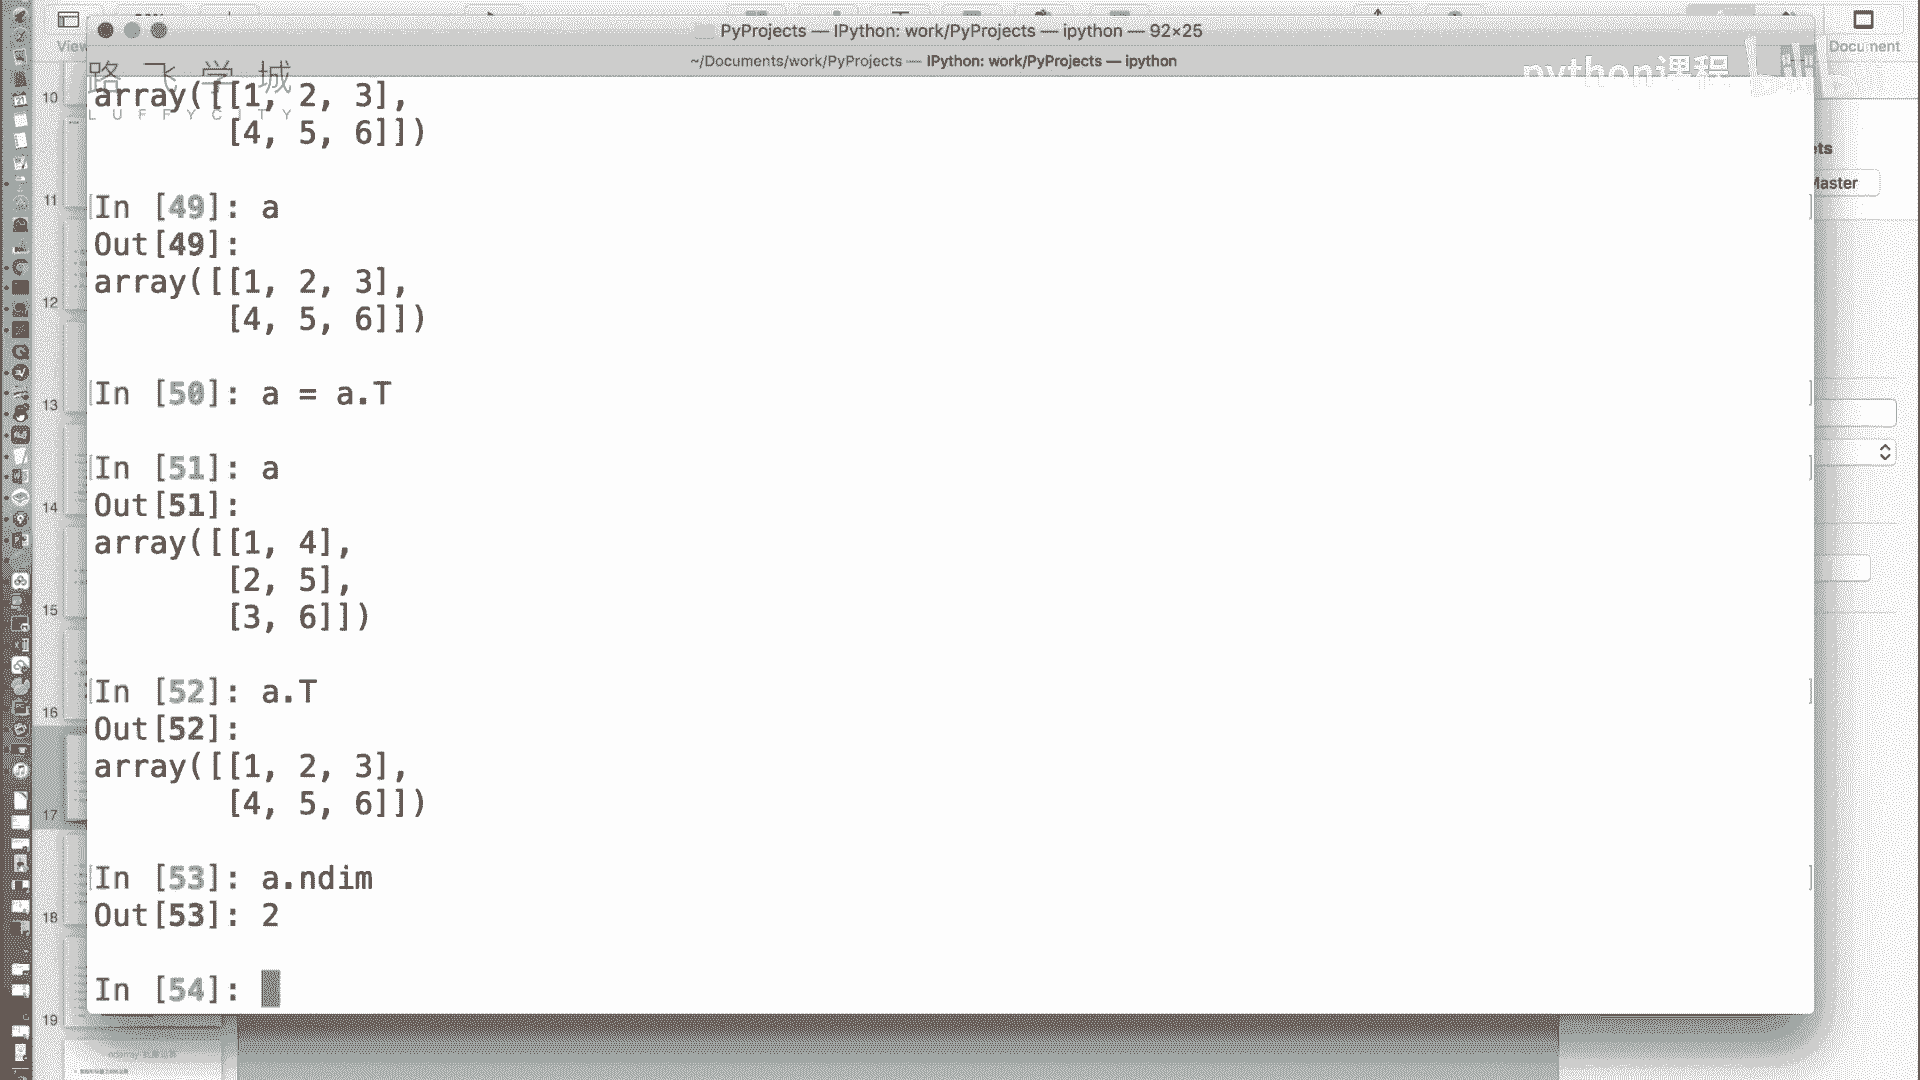 PyProjects — IPython: work/PyProjects — ipython — 92×25
View
Document
~/Documents/work/PyProjects — IPython: work/PyProjects — ipython
路飞学城
LUFFYCITY
python课程
array([[1, 2, 3],
[4, 5, 6]])
In [49]: a
Out[49]:
array([[1, 2, 3],
[4, 5, 6]])
In [50]: a = a.T
In [51]: a
Out[51]:
array([[1, 4],
[2, 5],
[3, 6]])
In [52]: a.T
Out[52]:
array([[1, 2, 3],
[4, 5, 6]])
In [53]: a.ndim
Out[53]: 2
In [54]:
10
11
12
13
14
15
16
17
18
19